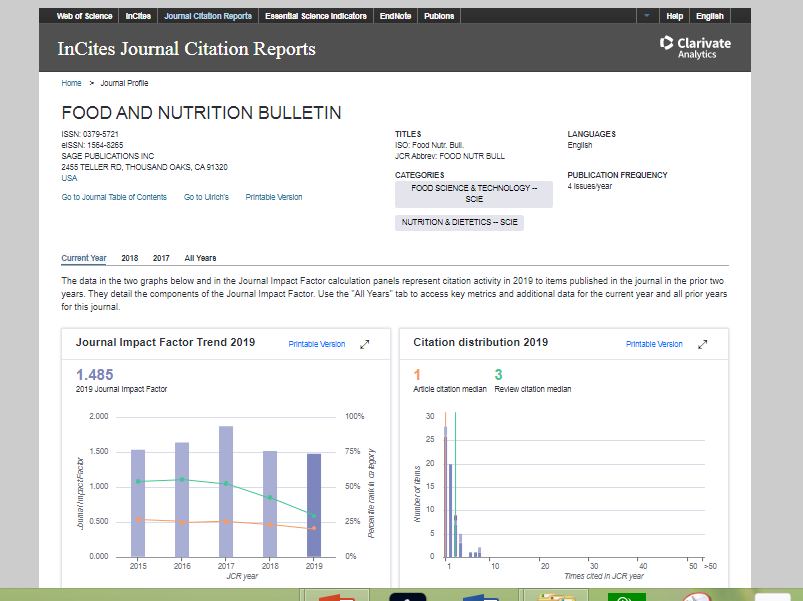 Web of Science InCites Journal Citation Reports Essential Science Indicators EndNote Publons Help English
InCites Journal Citation Reports
Clarivate
Analytics
Home > Journal Profile
FOOD AND NUTRITION BULLETIN
ISSN: 0379-5721
eISSN: 1564-8265
SAGE PUBLICATIONS INC
2455 TELLER RD, THOUSAND OAKS, CA 91320
USA
Go to Journal Table of Contents Go to Ulrich's Printable Version
TITLES
ISO: Food Nutr. Bull.
JCR Abbrev: FOOD NUTR BULL
CATEGORIES
FOOD SCIENCE & TECHNOLOGY --
SCIE
NUTRITION & DIETETICS -- SCIE
LANGUAGES
English
PUBLICATION FREQUENCY
4 issues/year
Current Year 2018 2017 All Years
The data in the two graphs below and in the Journal Impact Factor calculation panels represent citation activity in 2019 to items published in the journal in the prior two
years. They detail the components of the Journal Impact Factor. Use the "All Years" tab to access key metrics and additional data for the current year and all prior years
for this journal.
Journal Impact Factor Trend 2019 Printable Version
1.485
2019 Journal Impact Factor
2.000
1.500
1.000
0.500
0.000
Journal Impact Factor
100%
75%
50%
25%
0%
Percentile rank in category
2015 2016 2017 2018 2019
JCR year
Citation distribution 2019 Printable Version
1 3
Article citation median Review citation median
30
25
20
15
10
5
0
Number of items
1 10 20 30 40 50 >50
Times cited in JCR year